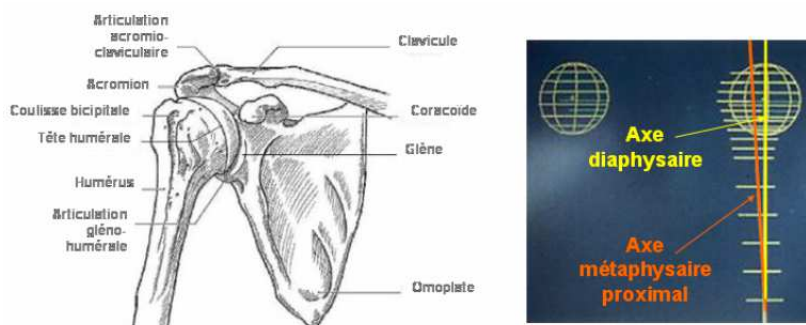 Articulation
acromio-
claviculaire
Acromion
Coulisse bicipitale
Tête humérale
Humérus
Articulation
gléno-
humérale
Clavicule
Coracoïde
Glène
Omoplate
Axe
diaphysaire
Axe
métaphysaire
proximal